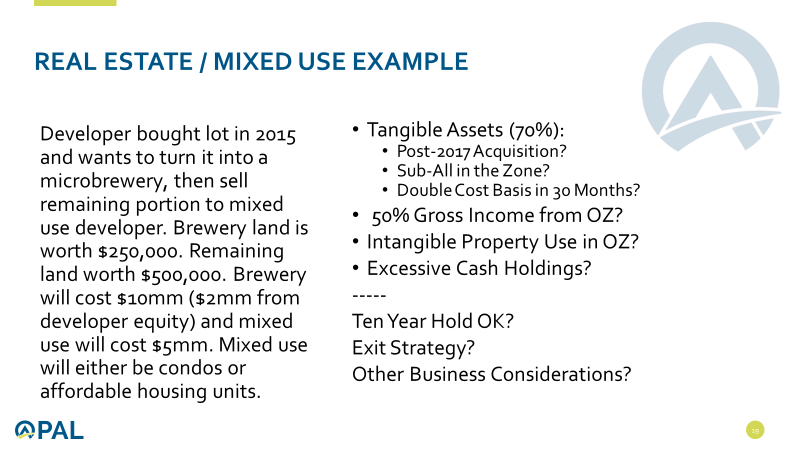 REAL ESTATE / MIXED USE EXAMPLE
Developer bought lot in 2015
and wants to turn it into a
microbrewery, then sell
remaining portion to mixed
use developer. Brewery land is
worth $250,000. Remaining
land worth $500,000. Brewery
will cost $10mm ($2mm from
developer equity) and mixed
use will cost $5mm. Mixed use
will either be condos or
affordable housing units.
• Tangible Assets (70%):
• Post-2017 Acquisition?
• Sub-All in the Zone?
• Double Cost Basis in 30 Months?
• 50% Gross Income from OZ?
• Intangible Property Use in OZ?
• Excessive Cash Holdings?
-----
Ten Year Hold OK?
Exit Strategy?
Other Business Considerations?
OPAL